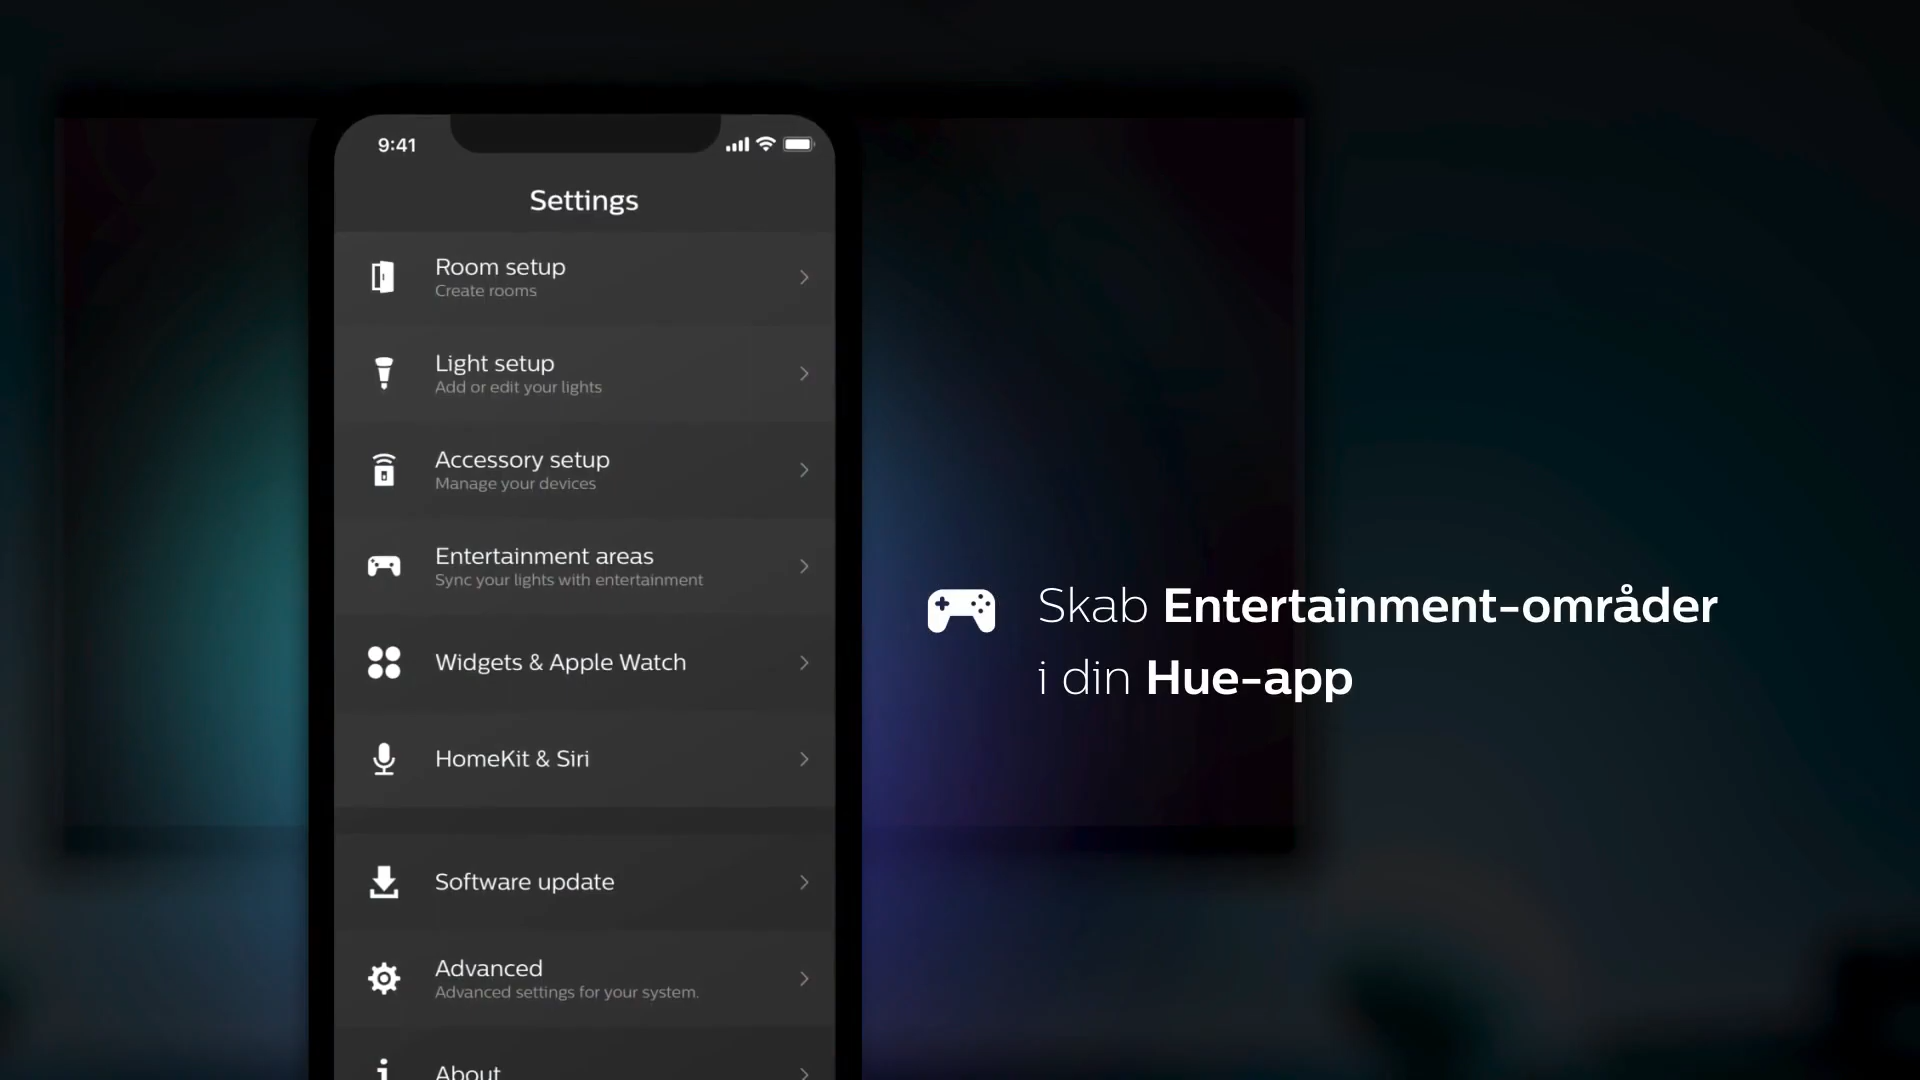 9:41
Settings
Room setup
Create rooms
Light setup
Add or edit your lights
Accessory setup
Manage your devices
Entertainment areas
Sync your lights with entertainment
Widgets & Apple Watch
HomeKit & Siri
Software update
Advanced
Advanced settings for your system.
About
Skab Entertainment-områder
i din Hue-app